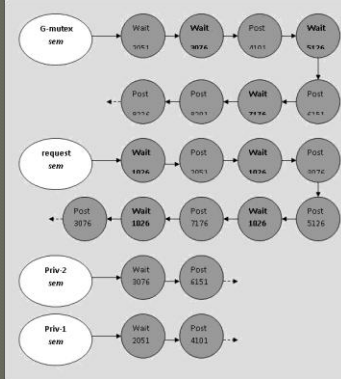 G-mutex
sem
Wait
2051
Wait
3076
Post
4101
Wait
5126
Post
Post
8201
Wait
7176
Post
6151
request
sem
Wait
1026
Post
2051
Wait
1026
Post
3076
Post
3076
Wait
1026
Post
7176
Wait
1026
Post
5126
Priv-2
sem
Wait
3076
Post
6151
Priv-1
sem
Wait
2051
Post
4101